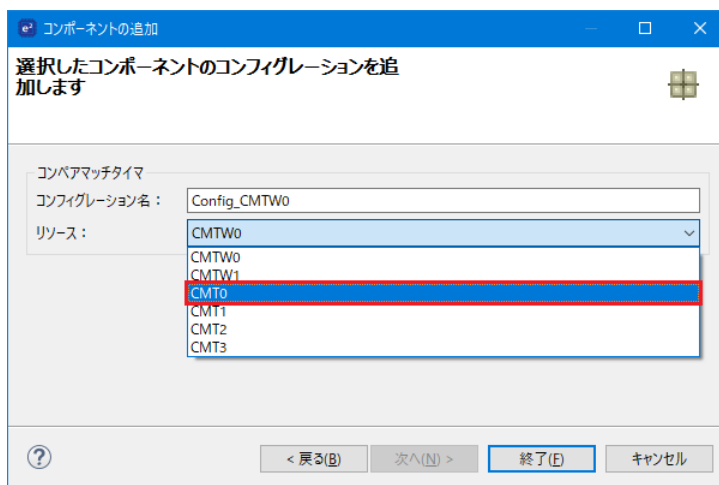 e² コンポーネントの追加
選択したコンポーネントのコンフィグレーションを追
加します
コンペアマッチタイマ
コンフィグレーション名： Config_CMTW0
リソース： CMTW0
CMTW0
CMTW1
CMT0
CMT1
CMT2
CMT3
? < 戻る(B) 次へ(N) > 終了(F) キャンセル